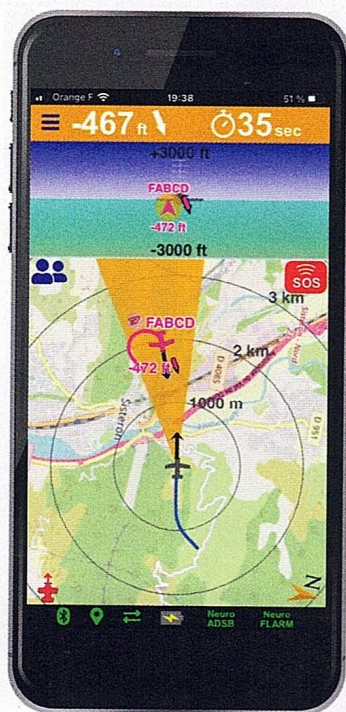 Orange F 19:38 51 %
-467 ft 35 sec
+3000 ft
FABCD
-472 ft
-3000 ft
SOS
3 km
FABCD
2 km
-472 ft
D 4085
1000 m
D 951
Sisteron
N
Neuro ADSB
Neuro FLARM